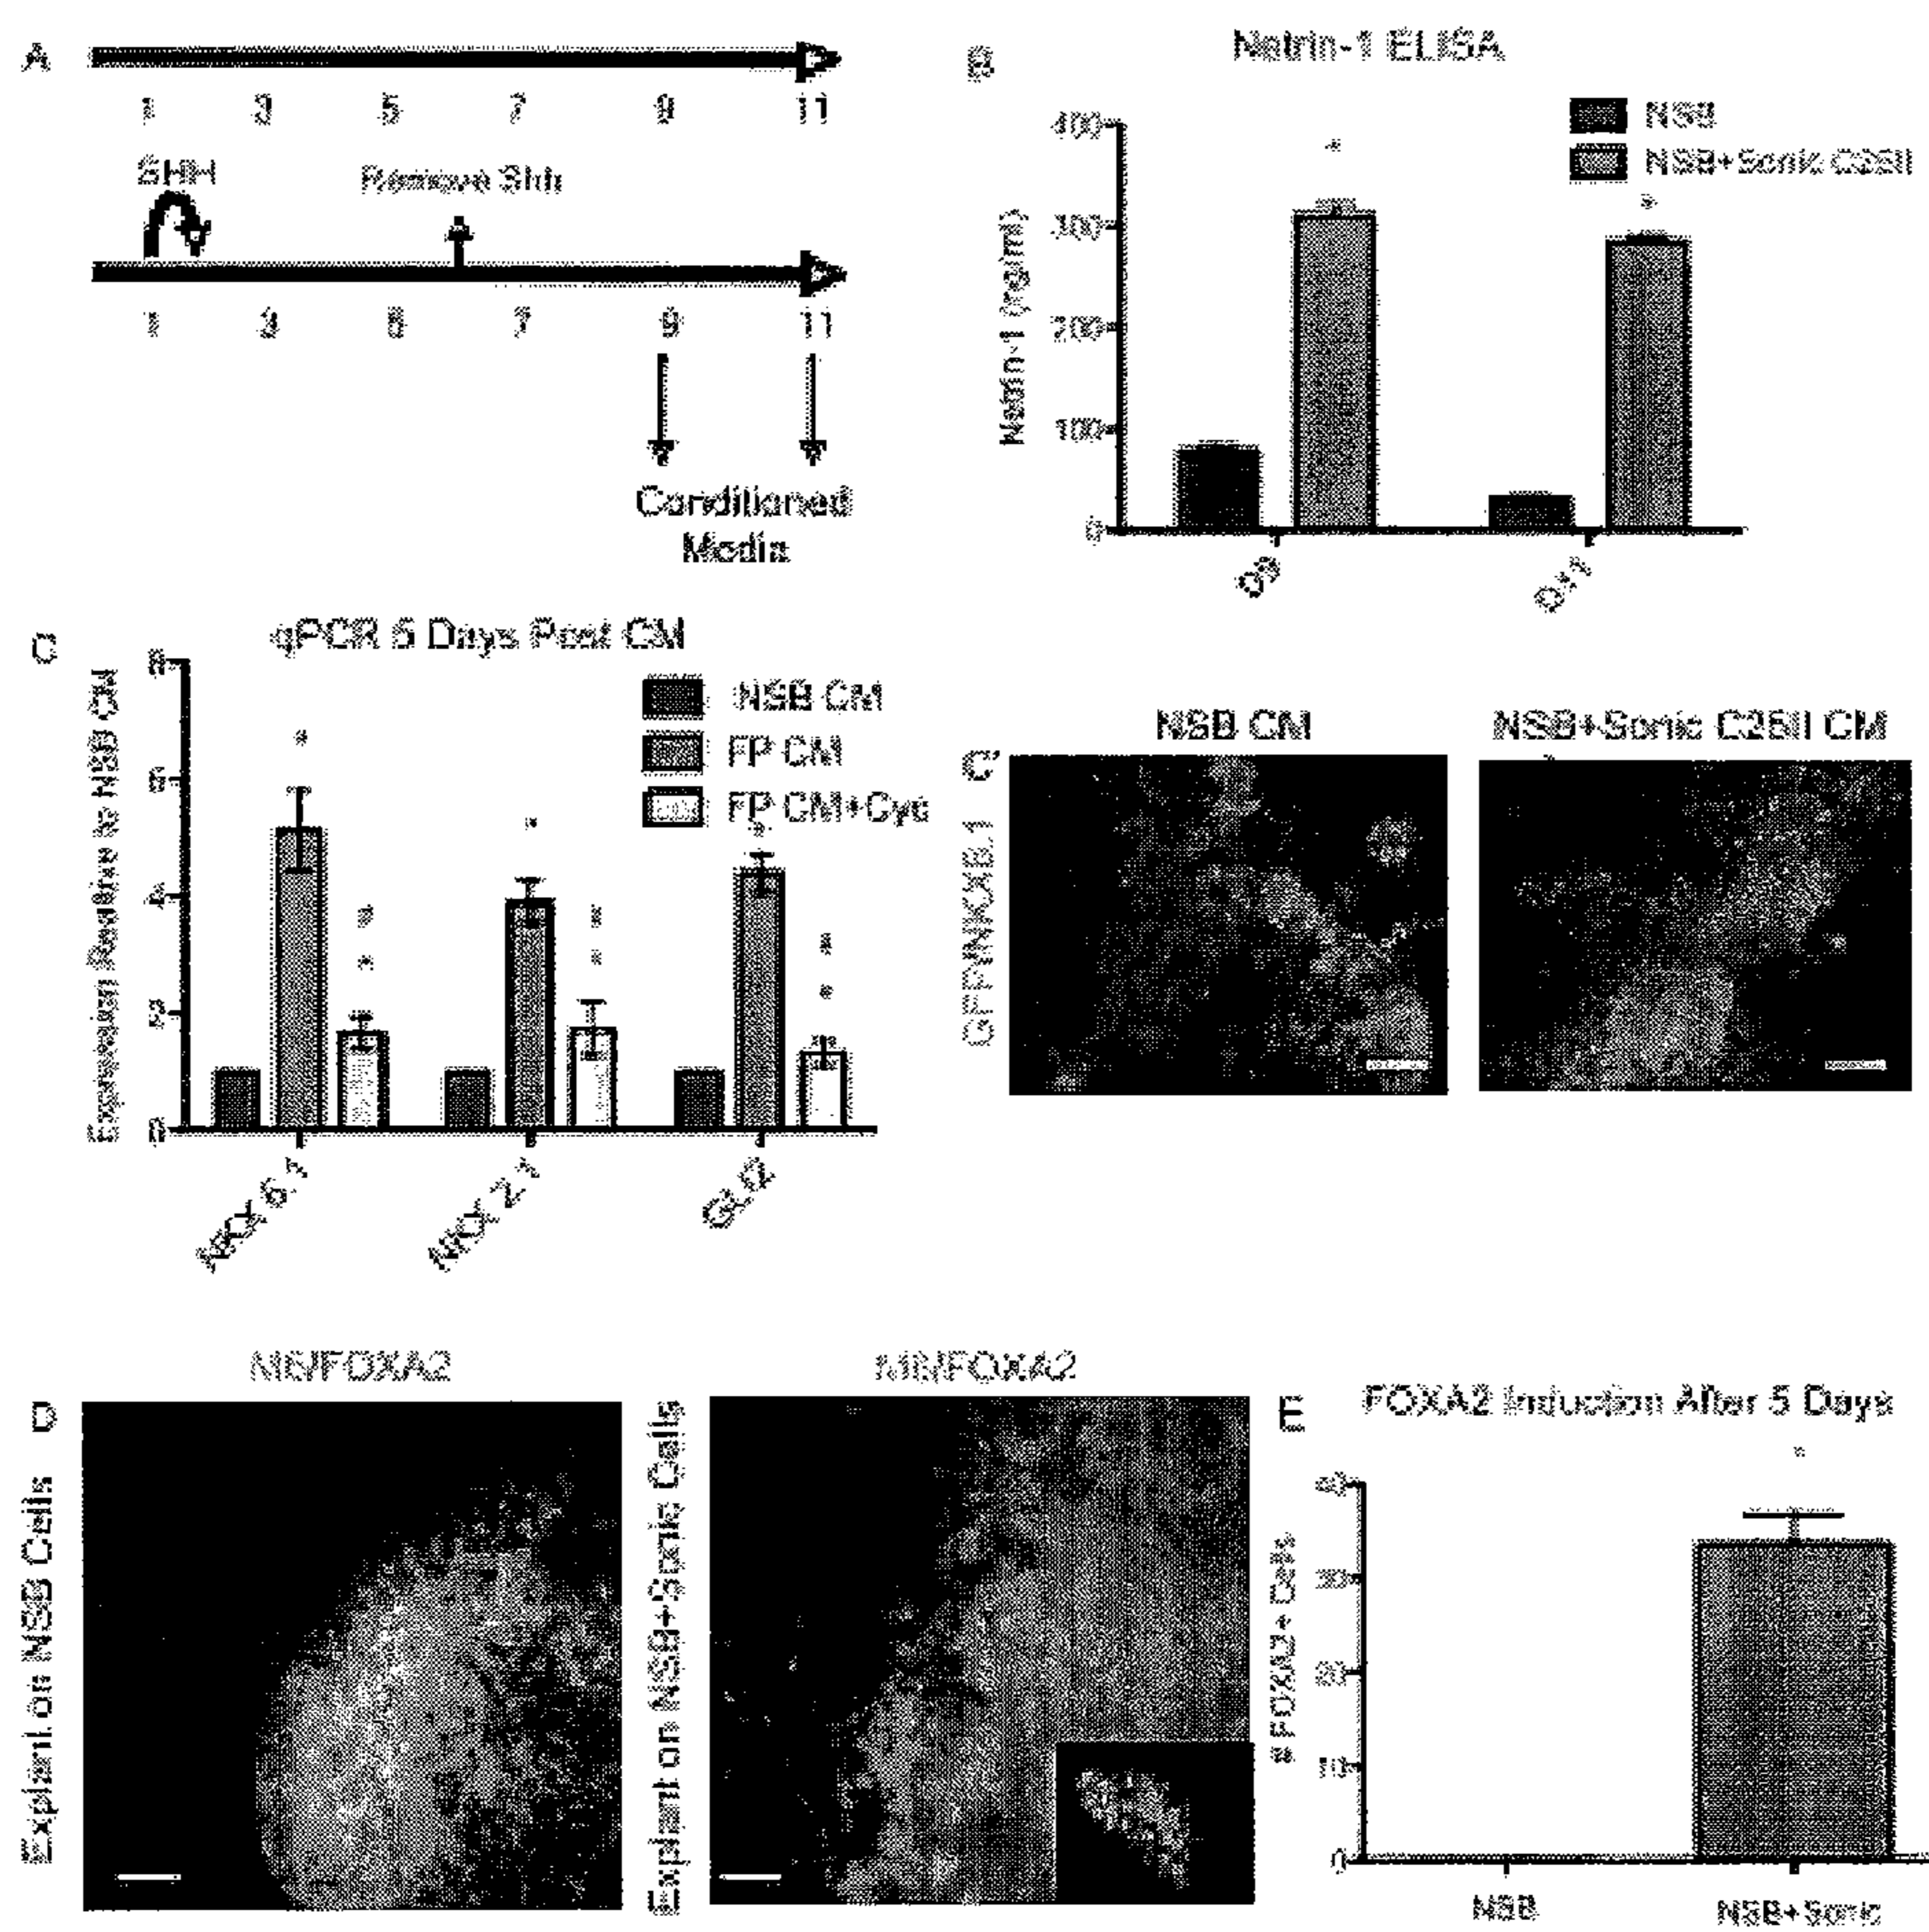 A
1 3 5 7 9 11
SHH
Remove Shh
1 3 5 7 9 11
Conditioned
Media
B
Netrin-1 ELISA
NSB
NSB+Sonic C25II
Netrin-1 (ng/ml)
400
300
200
100
0
D9
D11
C
qPCR 5 Days Post CM
NSB CM
FP CM
FP CM+Cyc
Expression Relative to NSB CM
8
6
4
2
0
NKX 6.1
NKX 2.1
GLI2
C'
NSB CM
NSB+Sonic C25II CM
GFP/NKX6.1
D
M6/FOXA2
M6/FOXA2
Explant on NSB Cells
Explant on NSB+Sonic Cells
E
FOXA2 Induction After 5 Days
# FOXA2+ Cells
40
30
20
10
0
NSB
NSB+Sonic